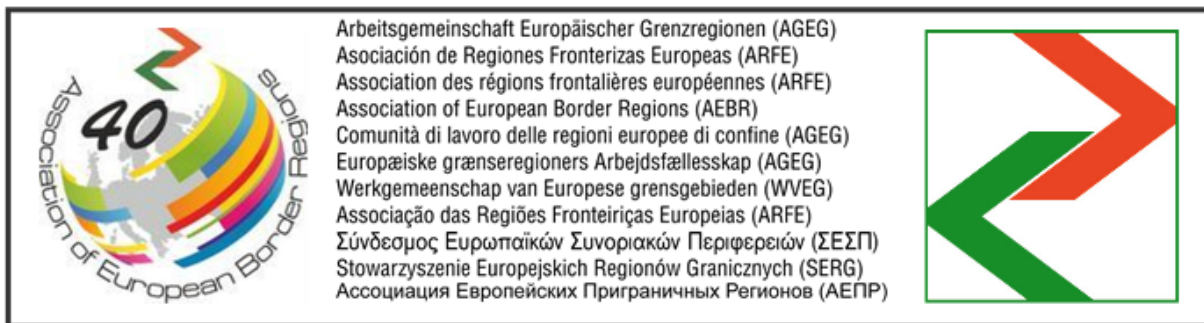 40
Association of European Border Regions
Arbeitsgemeinschaft Europäischer Grenzregionen (AGEG)
Asociación de Regiones Fronterizas Europeas (ARFE)
Association des régions frontalières européennes (ARFE)
Association of European Border Regions (AEBR)
Comunità di lavoro delle regioni europee di confine (AGEG)
Europæiske grænseregioners Arbejdsfællesskap (AGEG)
Werkgemeenschap van Europese grensgebieden (WVEG)
Associação das Regiões Fronteiriças Europeias (ARFE)
Σύνδεσμος Ευρωπαϊκών Συνοριακών Περιφερειών (ΣΕΣΠ)
Stowarzyszenie Europejskich Regionów Granicznych (SERG)
Ассоциация Европейских Приграничных Регионов (АЕПР)